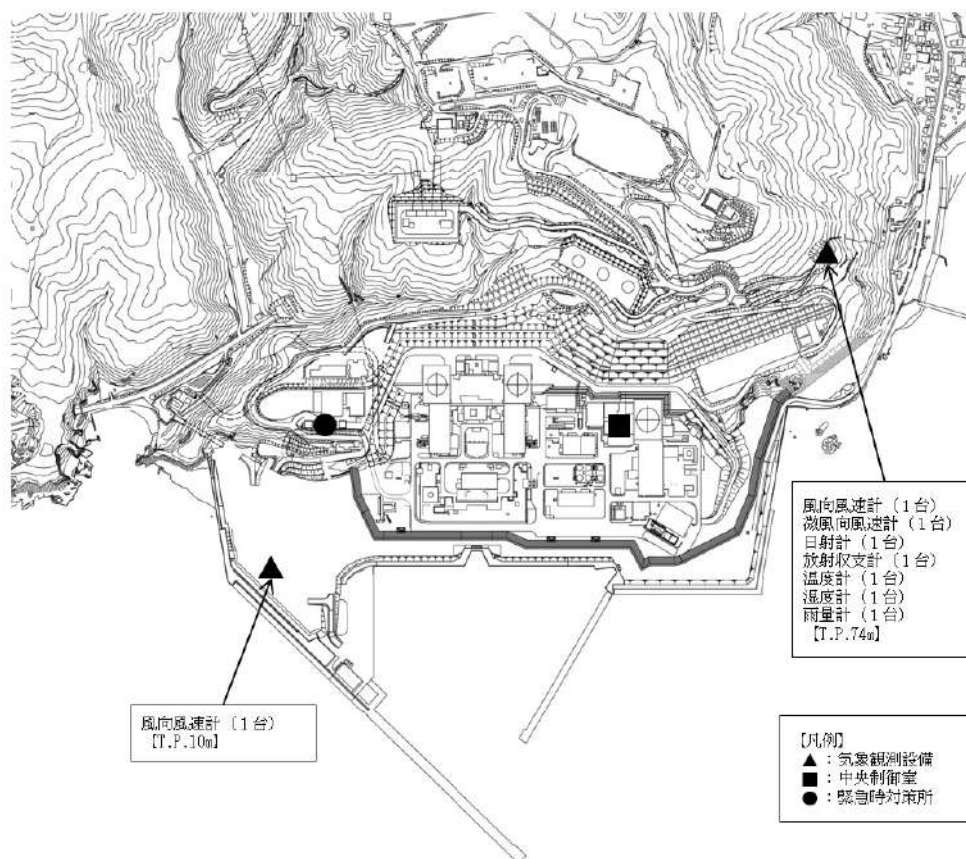 風向風速計（１台）
微風向風速計（１台）
日射計（１台）
放射収支計（１台）
温度計（１台）
湿度計（１台）
雨量計（１台）
【T.P.74m】
風向風速計（１台）
【T.P.10m】
【凡例】
▲：気象観測設備
■：中央制御室
●：緊急時対策所